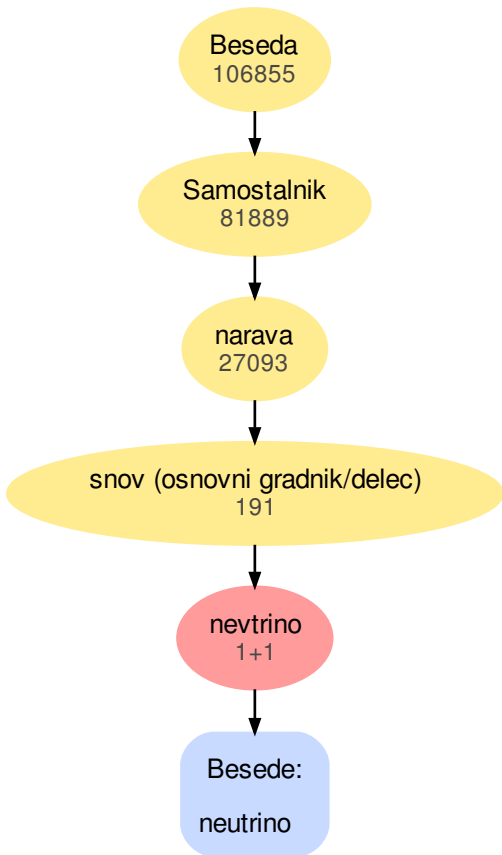 Beseda
106855
Samostalnik
81889
narava
27093
snov (osnovni gradnik/delec)
191
nevtrino
1+1
Besede:
neutrino